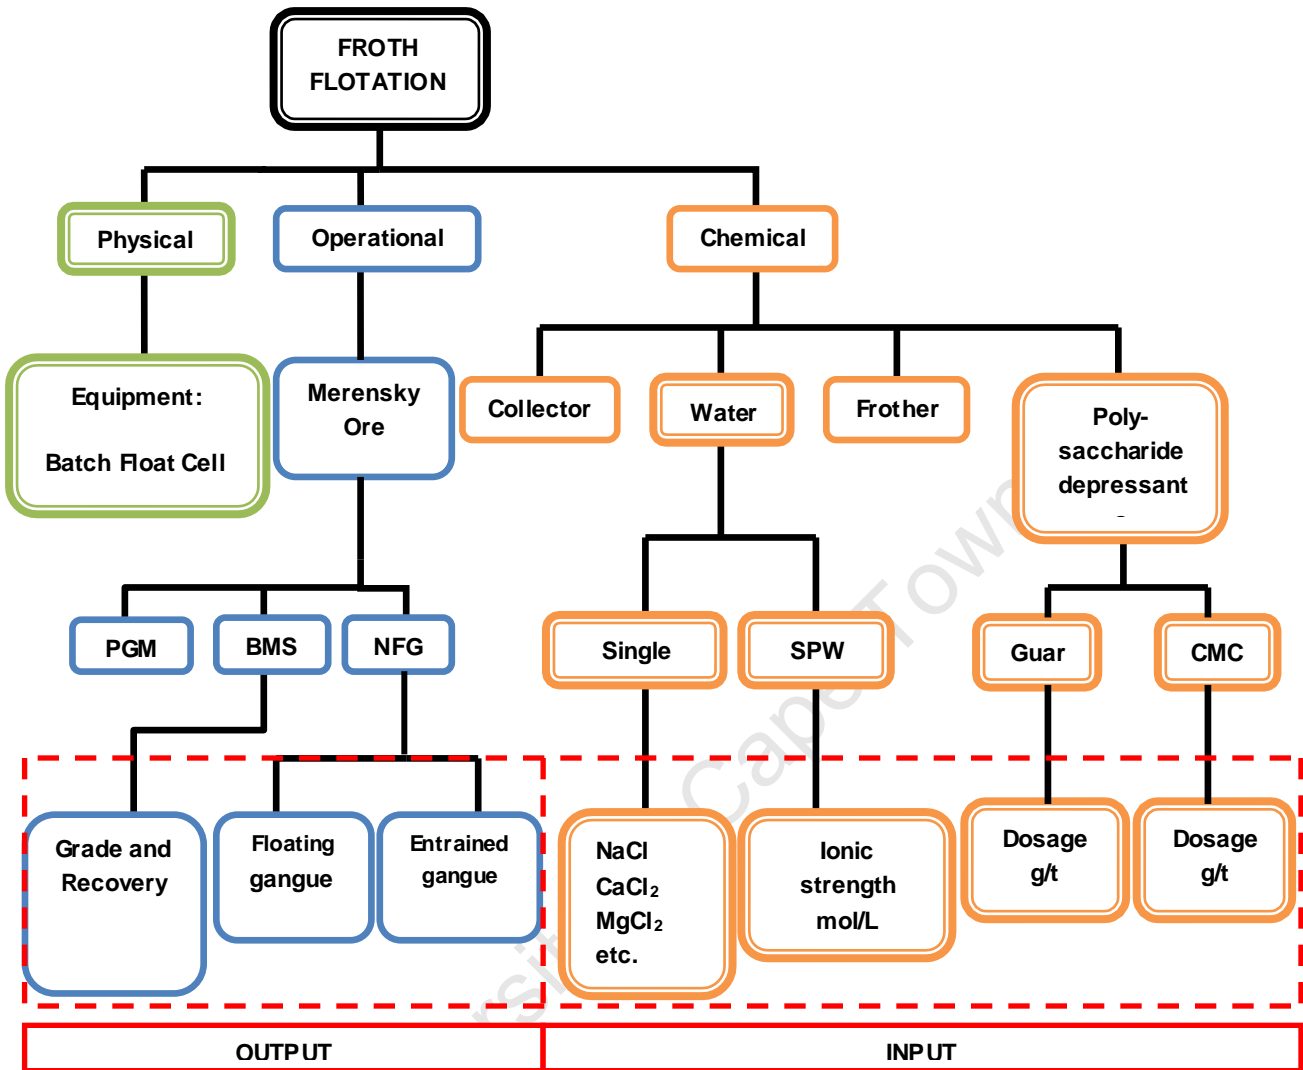 FROTH
FLOTATION
Physical
Operational
Chemical
Equipment:
Batch Float Cell
Merensky
Ore
Collector
Water
Frother
Poly-
saccharide
depressant
PGM
BMS
NFG
Single
SPW
Guar
CMC
Grade and
Recovery
Floating
gangue
Entrained
gangue
NaCl
CaCl₂
MgCl₂
etc.
Ionic
strength
mol/L
Dosage
g/t
Dosage
g/t
OUTPUT
INPUT